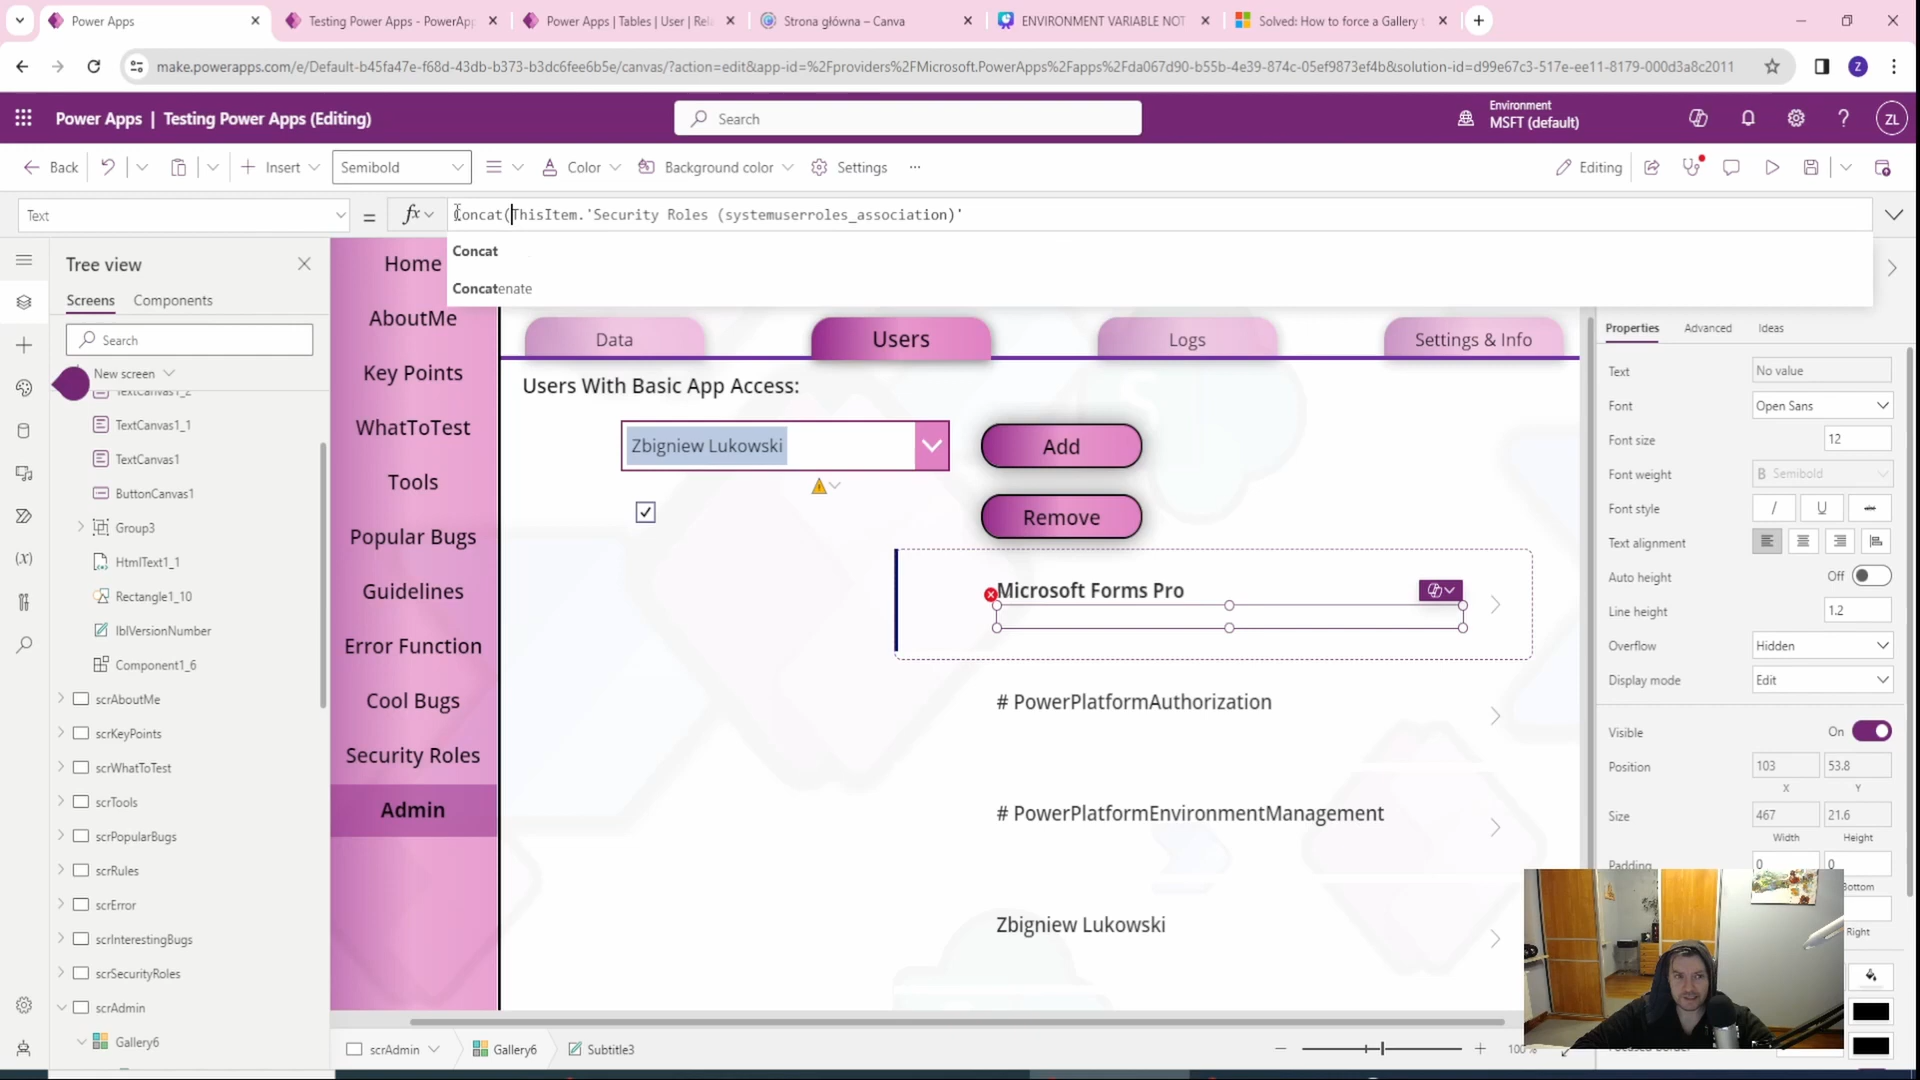 Power Apps
Testing Power Apps - PowerApp
Power Apps | Tables | User | Rel
Strona główna – Canva
ENVIRONMENT VARIABLE NOT
Solved: How to force a Gallery t
make.powerapps.com/e/Default-b45fa47e-f68d-43db-b373-b3dc6fee6b5e/canvas/?action=edit&app-id=%2Fproviders%2FMicrosoft.PowerApps%2Fapps%2Fda067d90-b55b-4e39-874c-05ef9873ef4b&solution-id=d99e67c3-517e-ee11-8179-000d3a8c2011
Z
Power Apps | Testing Power Apps (Editing)
Search
Environment
MSFT (default)
ZL
Back
Insert
Semibold
Color
Background color
Settings
Editing
Text
=
fx
Concat(ThisItem.'Security Roles (systemuserroles_association)'
Concat
Concatenate
Tree view
Screens
Components
Search
New screen
TextCanvas1_2
TextCanvas1_1
TextCanvas1
ButtonCanvas1
Group3
HtmlText1_1
Rectangle1_10
lblVersionNumber
Component1_6
scrAboutMe
scrKeyPoints
scrWhatToTest
scrTools
scrPopularBugs
scrRules
scrError
scrInterestingBugs
scrSecurityRoles
scrAdmin
Gallery6
Home
AboutMe
Key Points
WhatToTest
Tools
Popular Bugs
Guidelines
Error Function
Cool Bugs
Security Roles
Admin
Data
Users
Logs
Settings & Info
Users With Basic App Access:
Zbigniew Lukowski
Add
Remove
Microsoft Forms Pro
# PowerPlatformAuthorization
# PowerPlatformEnvironmentManagement
Zbigniew Lukowski
Properties
Advanced
Ideas
Text
No value
Font
Open Sans
Font size
12
Font weight
B Semibold
Font style
/ U
Text alignment
Auto height
Off
Line height
1.2
Overflow
Hidden
Display mode
Edit
Visible
On
Position
103
53.8
X
Y
Size
467
21.6
Width
Height
Padding
0
0
Bottom
Right
scrAdmin
Gallery6
Subtitle3
100%